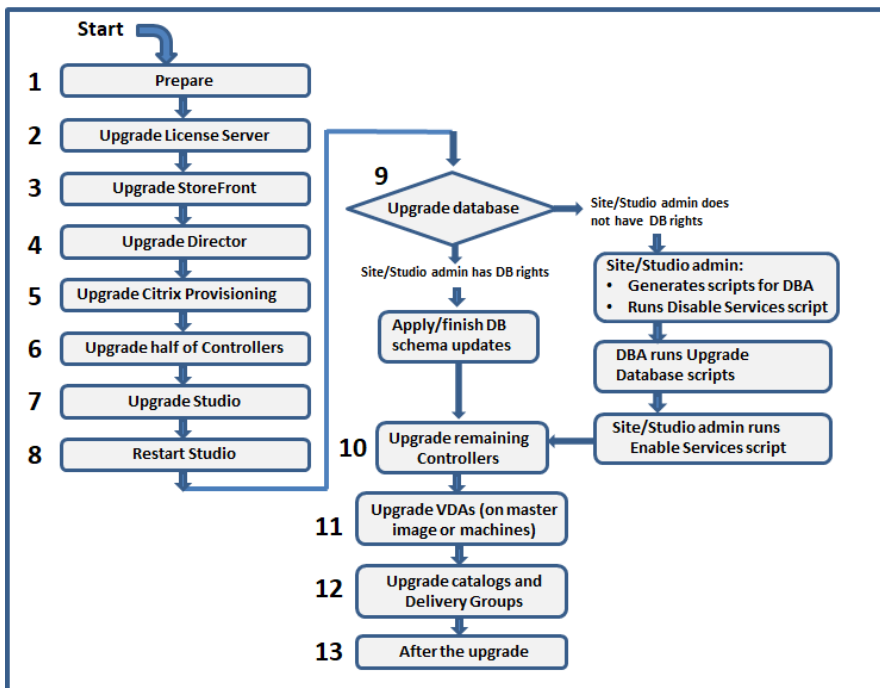 Start
1
Prepare
2
Upgrade License Server
3
Upgrade StoreFront
4
Upgrade Director
5
Upgrade Citrix Provisioning
6
Upgrade half of Controllers
7
Upgrade Studio
8
Restart Studio
9
Upgrade database
Site/Studio admin does
not have DB rights
Site/Studio admin has DB rights
Site/Studio admin:
• Generates scripts for DBA
• Runs Disable Services script
Apply/finish DB
schema updates
DBA runs Upgrade
Database scripts
Site/Studio admin runs
Enable Services script
10
Upgrade remaining
Controllers
11
Upgrade VDAs (on master
image or machines)
12
Upgrade catalogs and
Delivery Groups
13
After the upgrade